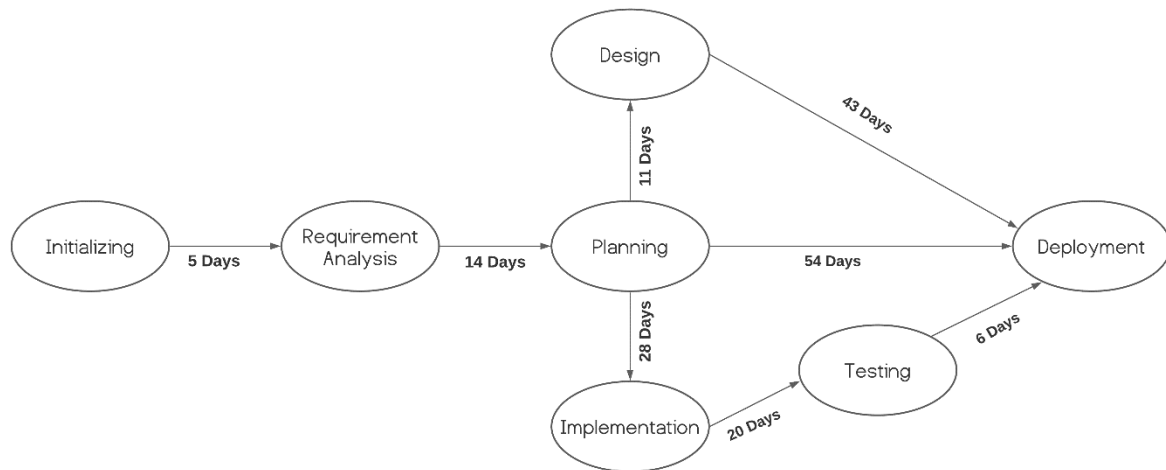 Design
43 Days
11 Days
Initializing
5 Days
Requirement
Analysis
14 Days
Planning
54 Days
Deployment
28 Days
6 Days
Testing
20 Days
Implementation